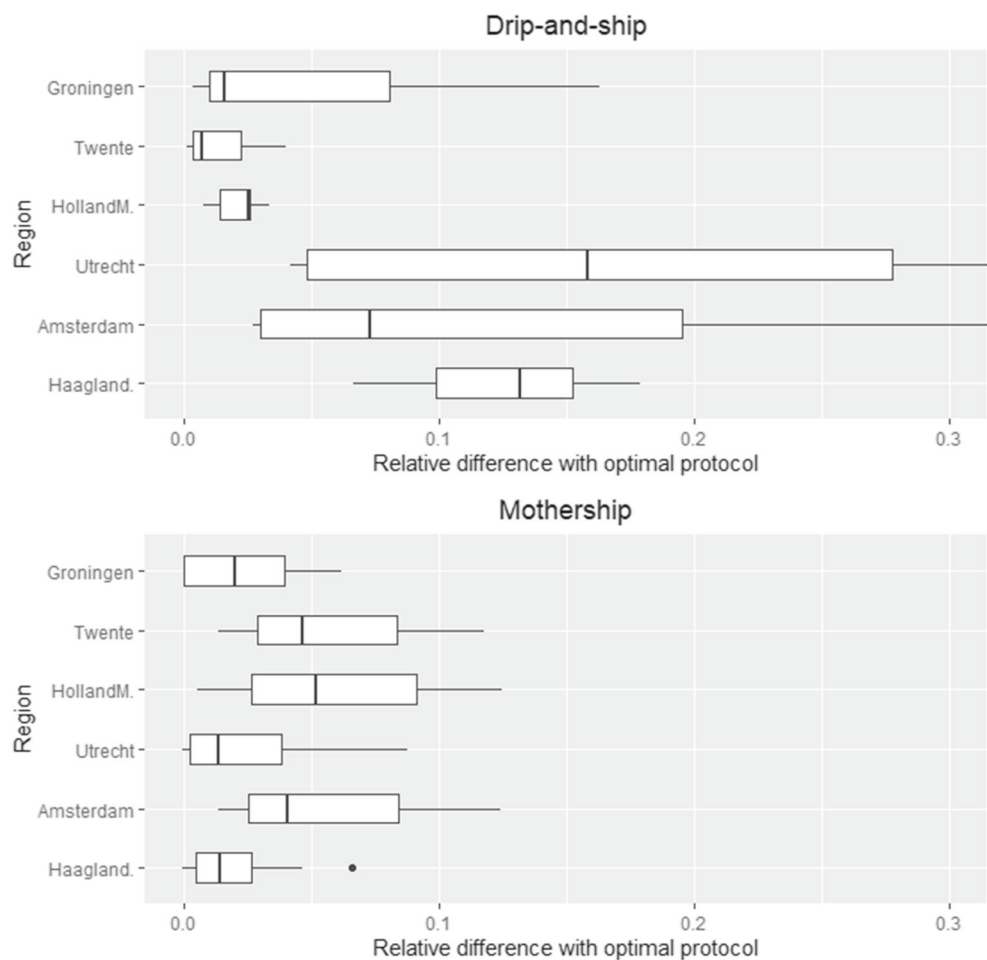 Drip-and-ship
Region
Groningen
Twente
HollandM.
Utrecht
Amsterdam
Haagland.
0.0 0.1 0.2 0.3
Relative difference with optimal protocol
Mothership
Region
Groningen
Twente
HollandM.
Utrecht
Amsterdam
Haagland.
0.0 0.1 0.2 0.3
Relative difference with optimal protocol